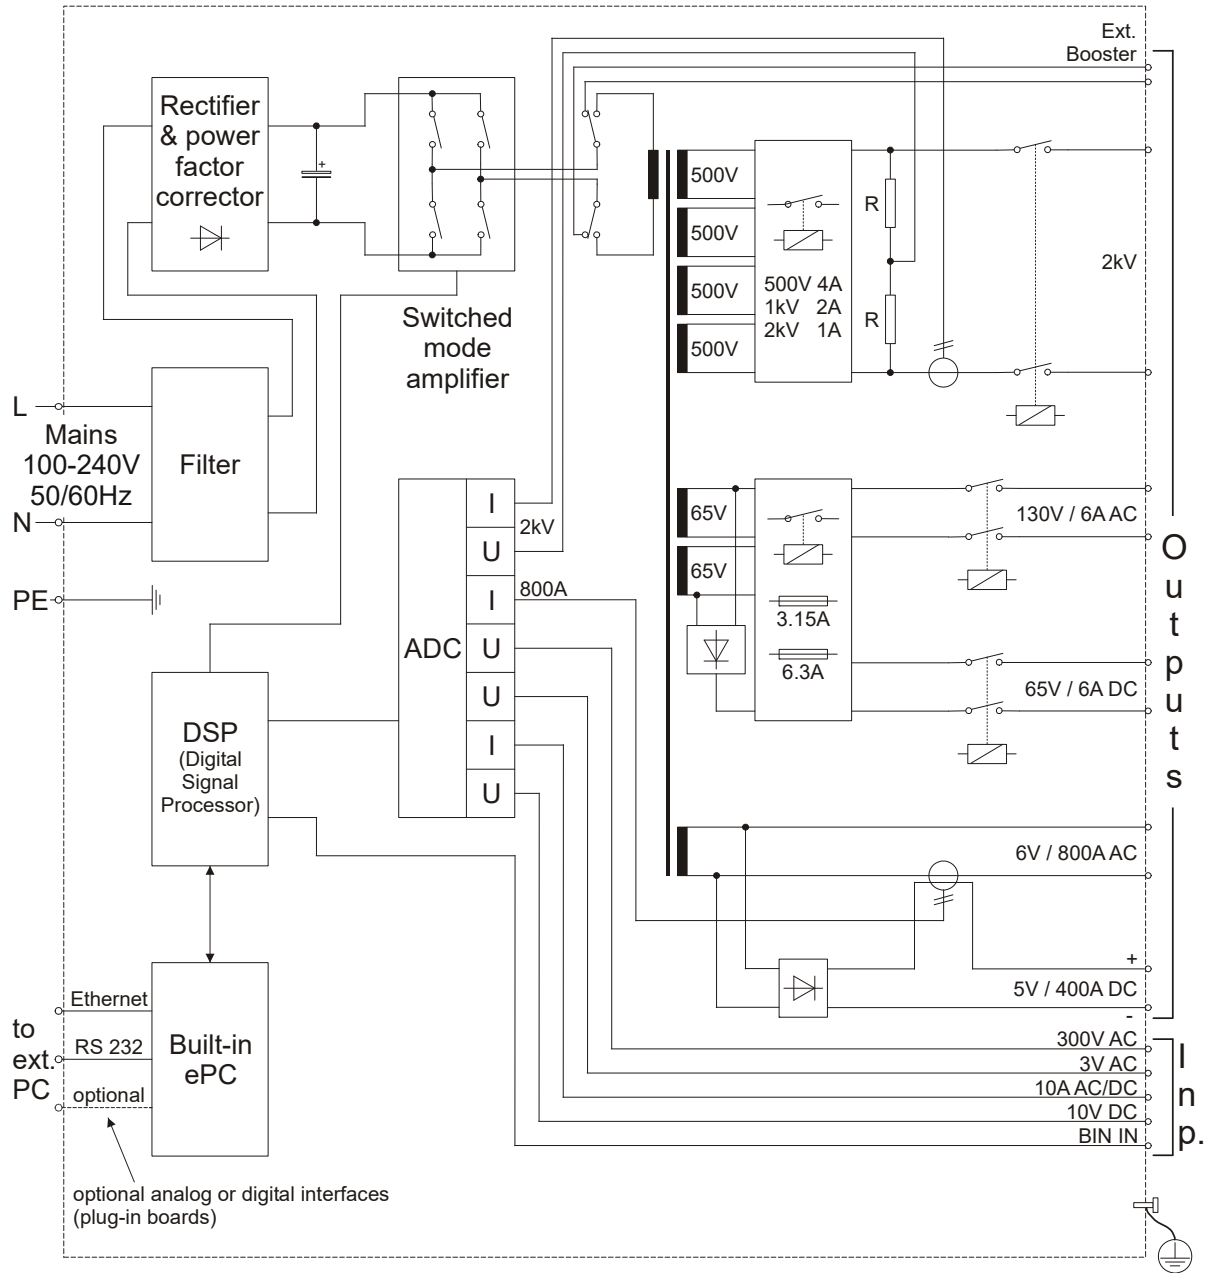 Ext.
Booster
Rectifier
& power
factor
corrector
+
Switched
mode
amplifier
500V
500V
500V
500V
500V 4A
1kV 2A
2kV 1A
R
R
2kV
L
Mains
100-240V
50/60Hz
N
PE
Filter
ADC
I
2kV
U
I
800A
U
U
I
U
65V
65V
3.15A
6.3A
130V / 6A AC
65V / 6A DC
Outputs
DSP
(Digital
Signal
Processor)
6V / 800A AC
+
5V / 400A DC
-
Ethernet
RS 232
optional
to
ext.
PC
Built-in
ePC
300V AC
3V AC
10A AC/DC
10V DC
BIN IN
Inp.
optional analog or digital interfaces
(plug-in boards)